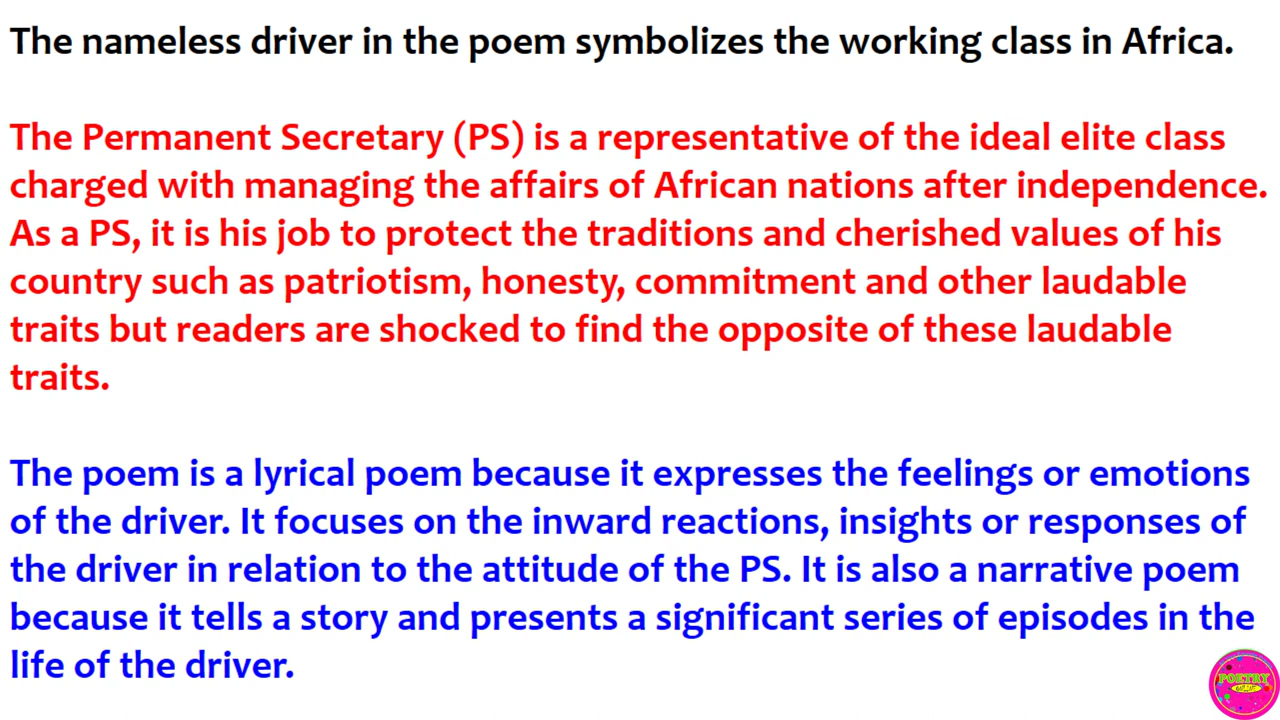 The nameless driver in the poem symbolizes the working class in Africa.
The Permanent Secretary (PS) is a representative of the ideal elite class
charged with managing the affairs of African nations after independence.
As a PS, it is his job to protect the traditions and cherished values of his
country such as patriotism, honesty, commitment and other laudable
traits but readers are shocked to find the opposite of these laudable
traits.
The poem is a lyrical poem because it expresses the feelings or emotions
of the driver. It focuses on the inward reactions, insights or responses of
the driver in relation to the attitude of the PS. It is also a narrative poem
because it tells a story and presents a significant series of episodes in the
life of the driver.
POETRY